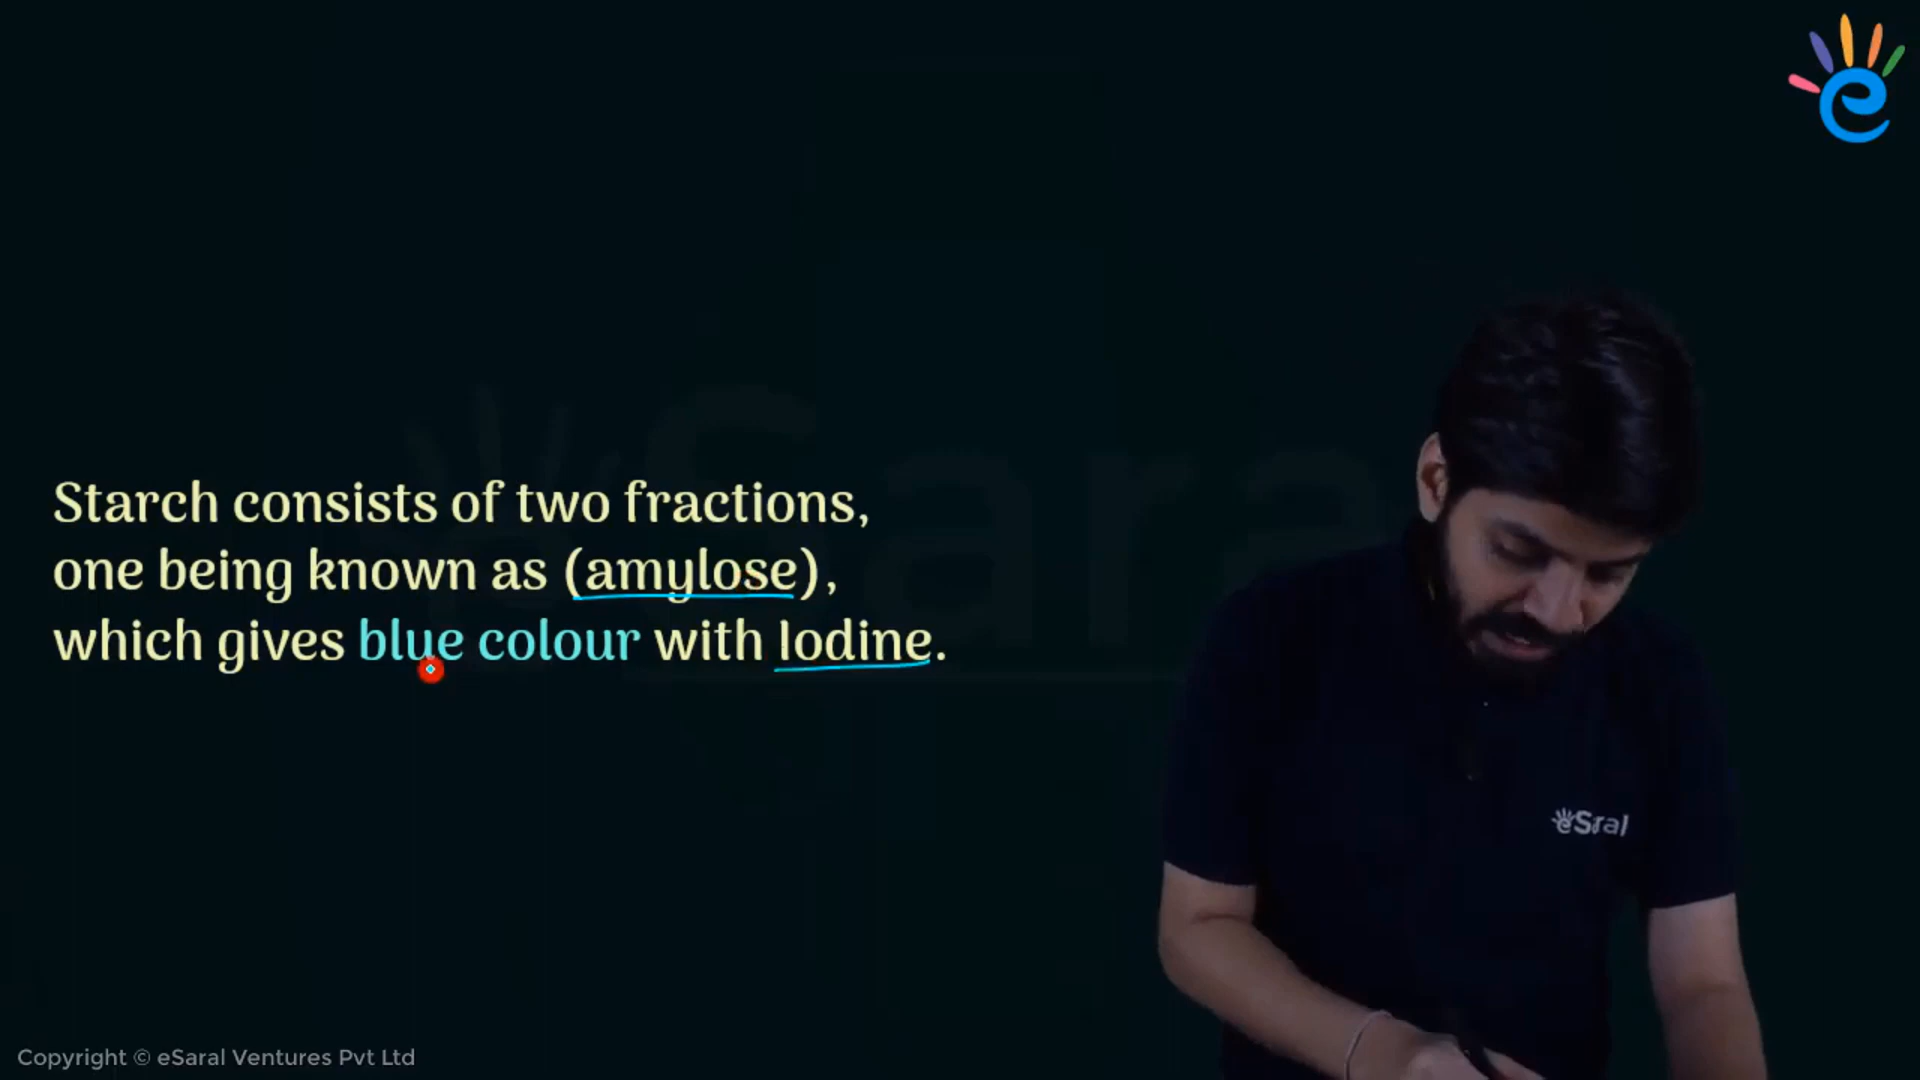 Starch consists of two fractions,
one being known as (amylose),
which gives blue colour with Iodine.
eSaral
Copyright © eSaral Ventures Pvt Ltd